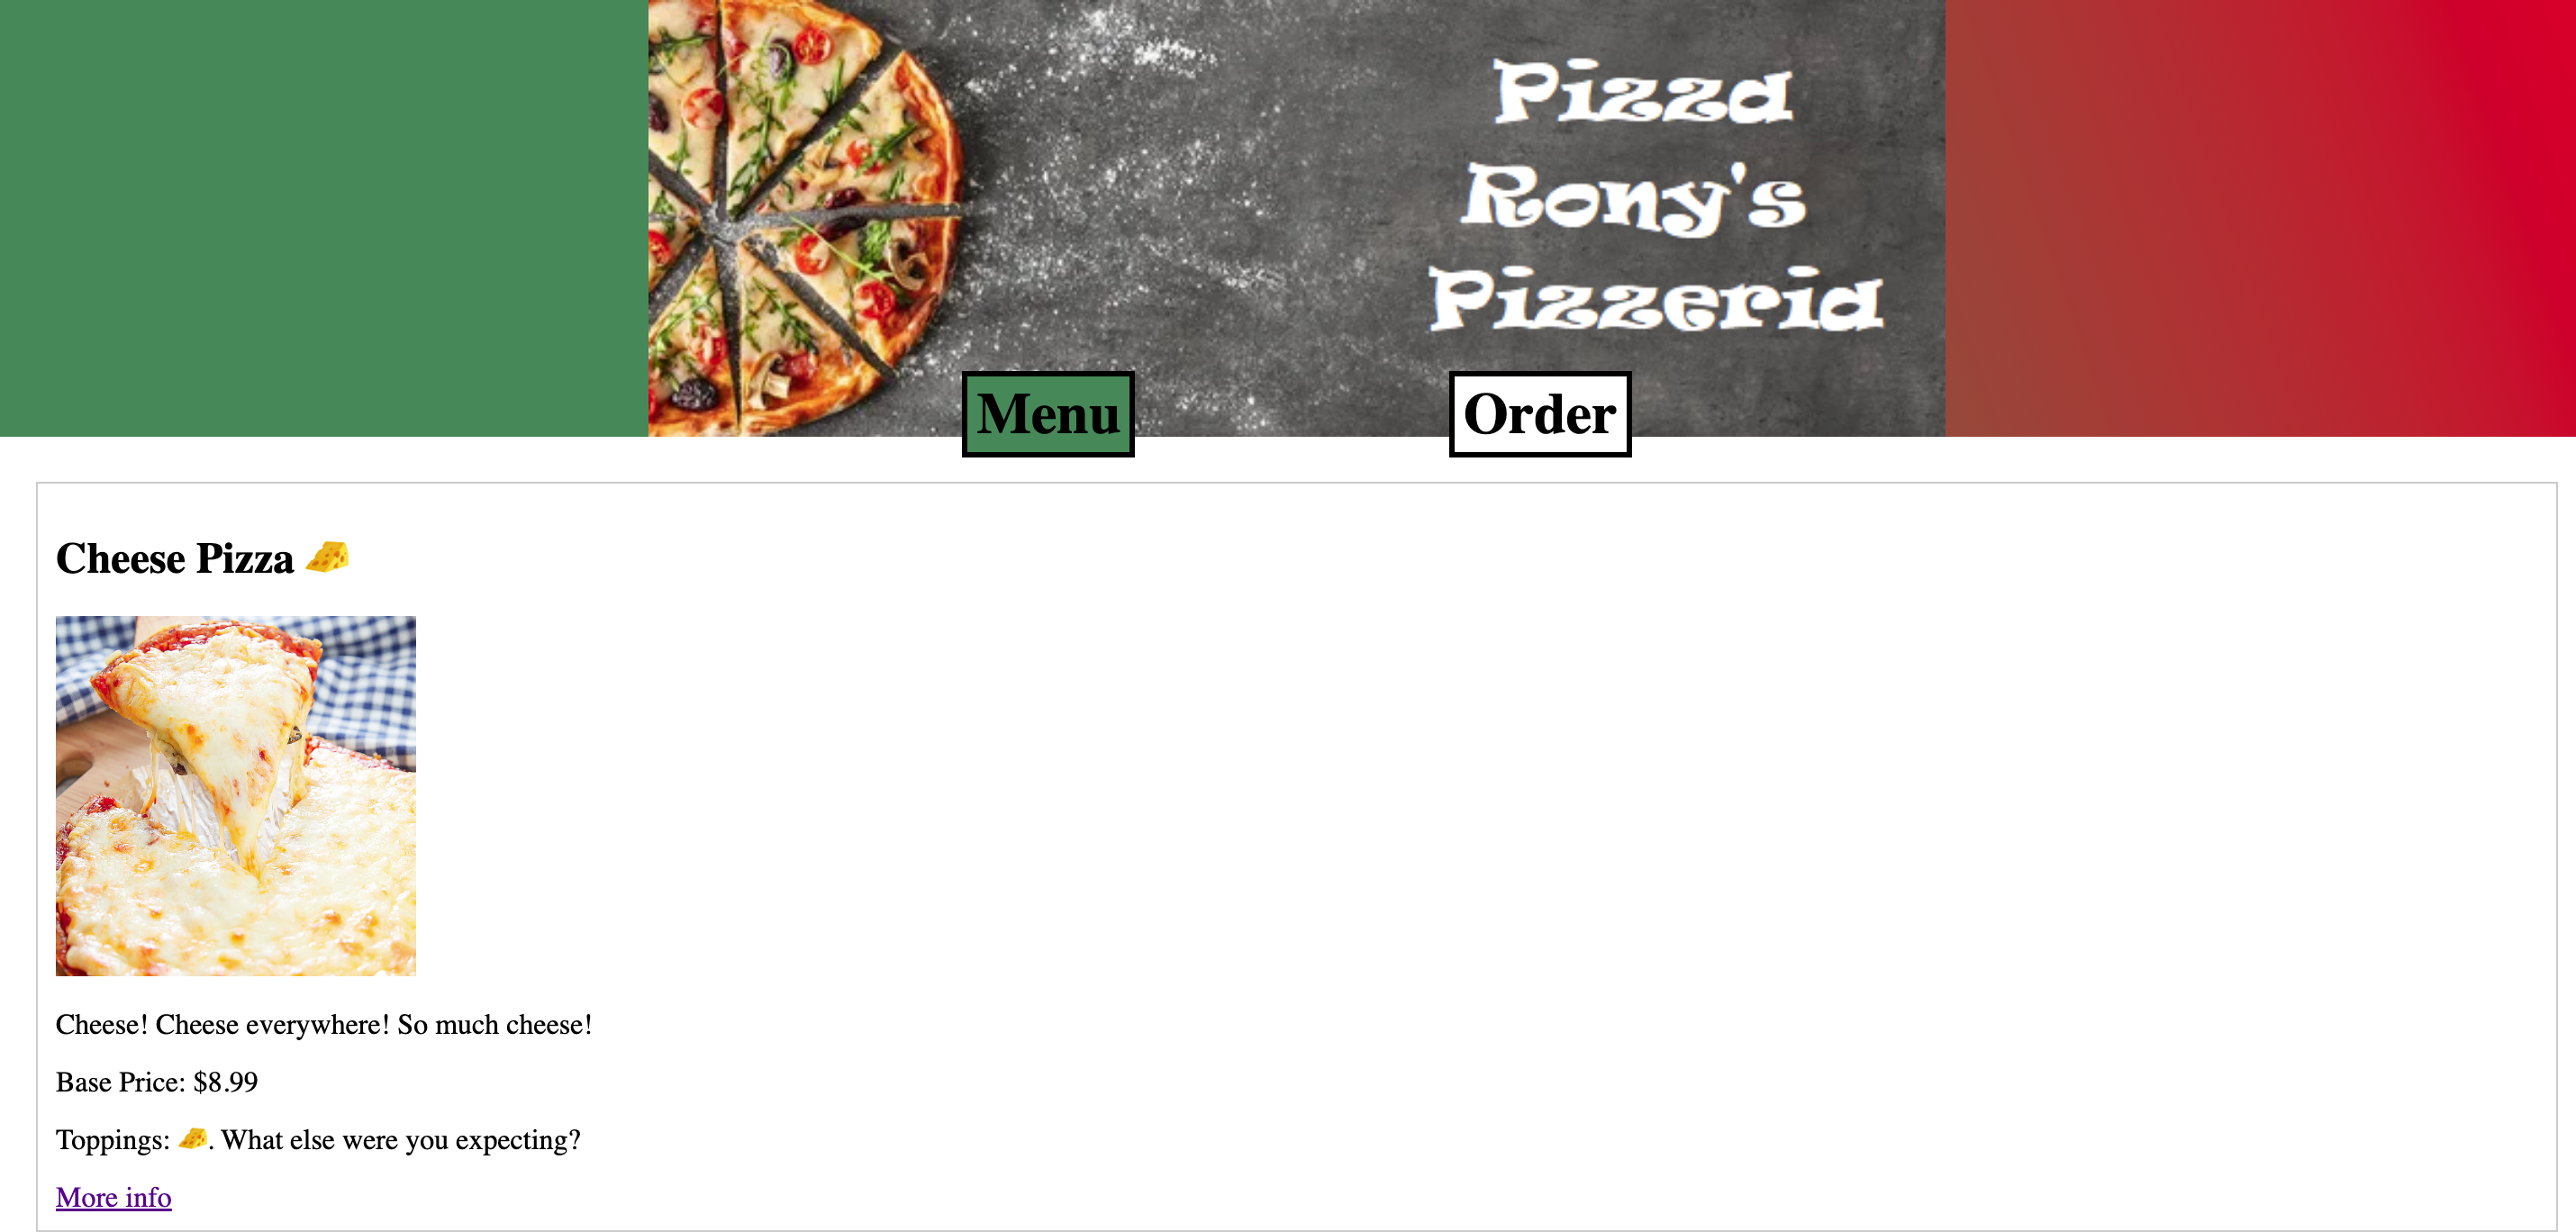 Pizza
Rony's
Pizzeria
Menu
Order
Cheese Pizza 🧀
Cheese! Cheese everywhere! So much cheese!
Base Price: $8.99
Toppings: 🧀. What else were you expecting?
More info